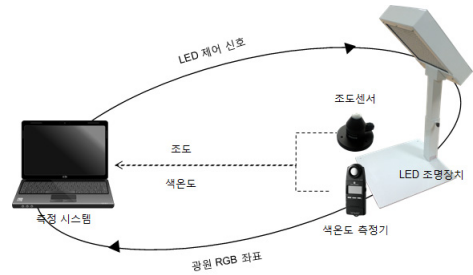 LED 제어 신호
조도센서
조도
색온도
LED 조명장치
측정 시스템
색온도 측정기
광원 RGB 좌표